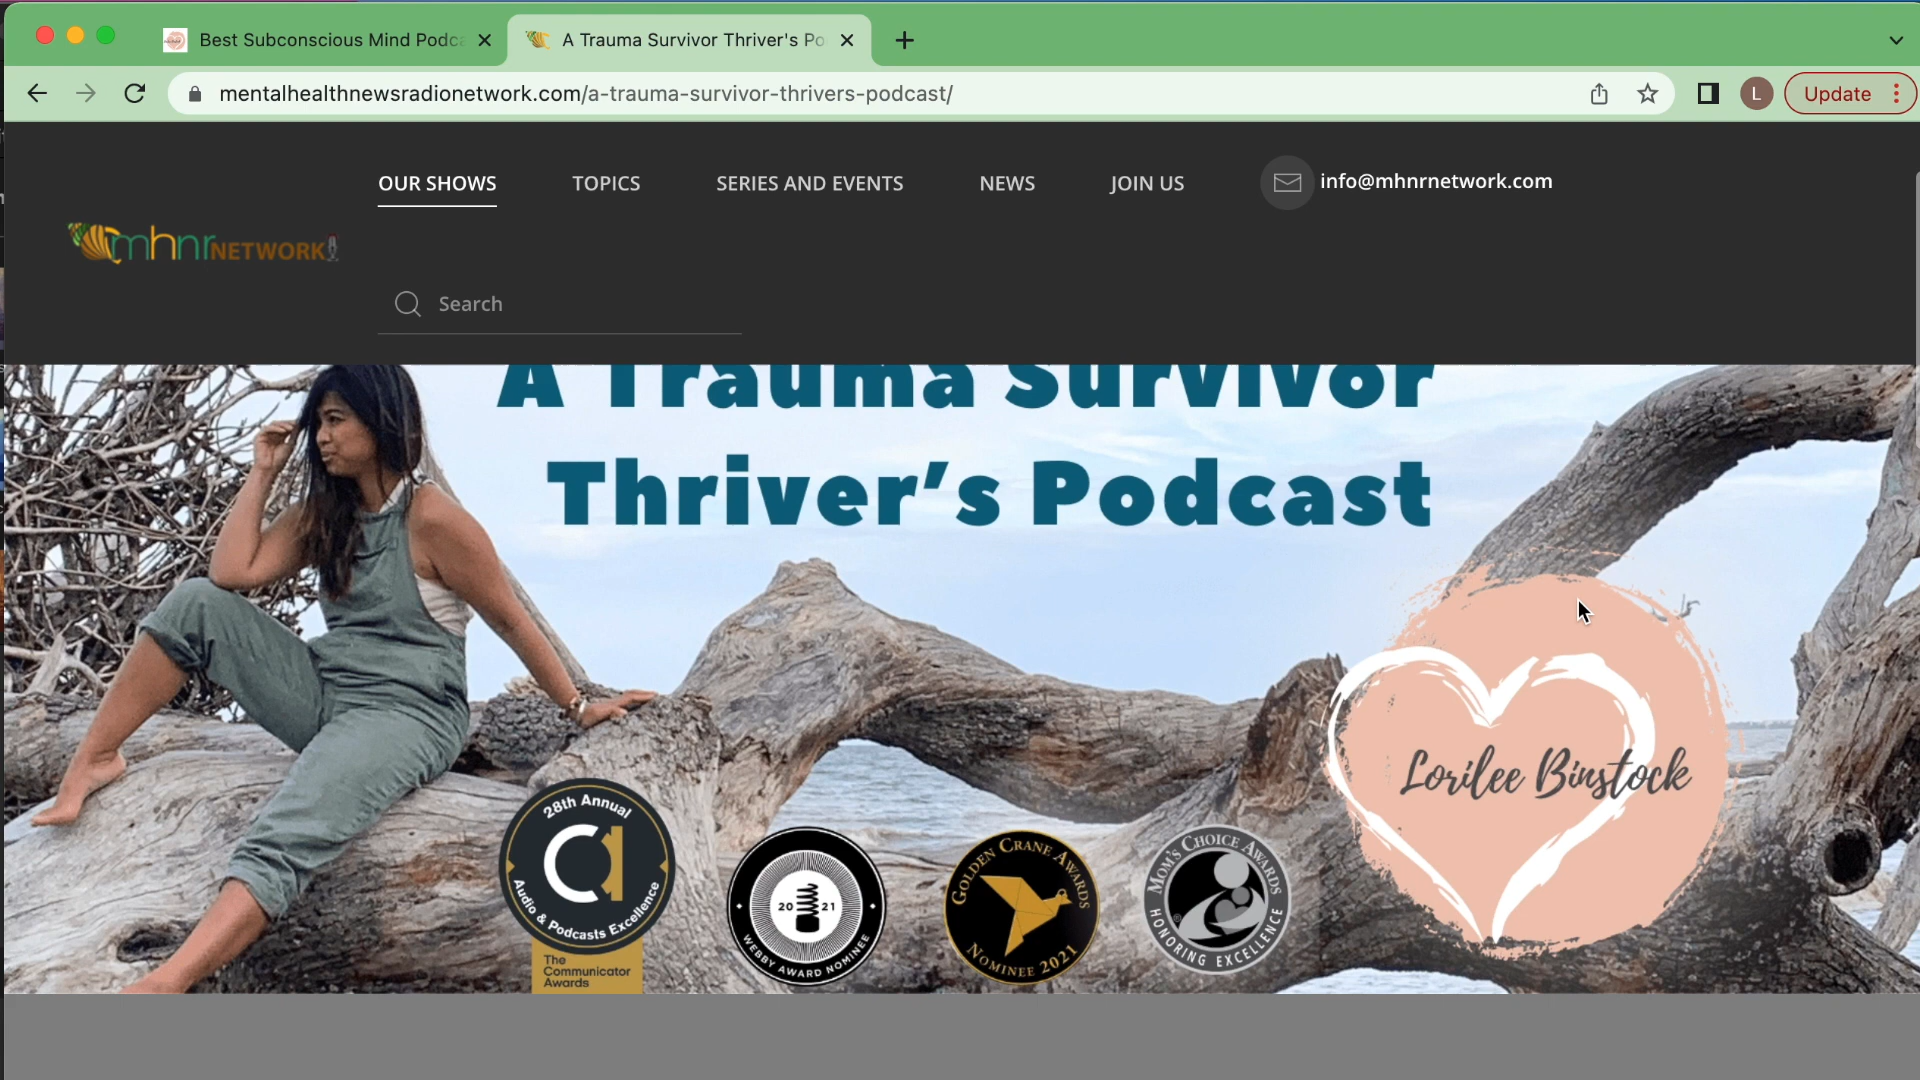 Best Subconscious Mind Podca
A Trauma Survivor Thriver's Po
mentalhealthnewsradionetwork.com/a-trauma-survivor-thrivers-podcast/
L
Update
OUR SHOWS
TOPICS
SERIES AND EVENTS
NEWS
JOIN US
info@mhnrnetwork.com
mhnrNETWORK
Search
A Trauma Survivor
Thriver's Podcast
Lorilee Binstock
28th Annual
Audio & Podcasts Excellence
The
Communicator
Awards
20 21
WEBBY AWARD NOMINEE
GOLDEN CRANE AWARDS
NOMINEE 2021
MOM'S CHOICE AWARDS
HONORING EXCELLENCE